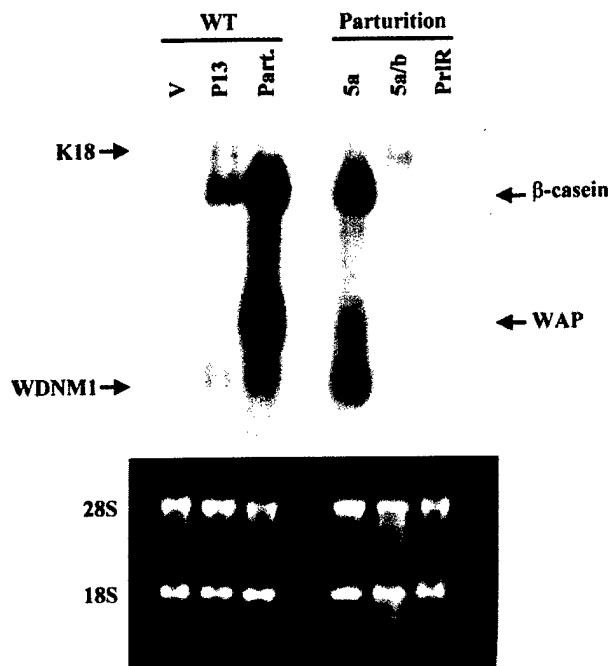 WT Parturition
V P13 Part. 5a 5a/b PrlR
K18
β-casein
WAP
WDNM1
28S
18S